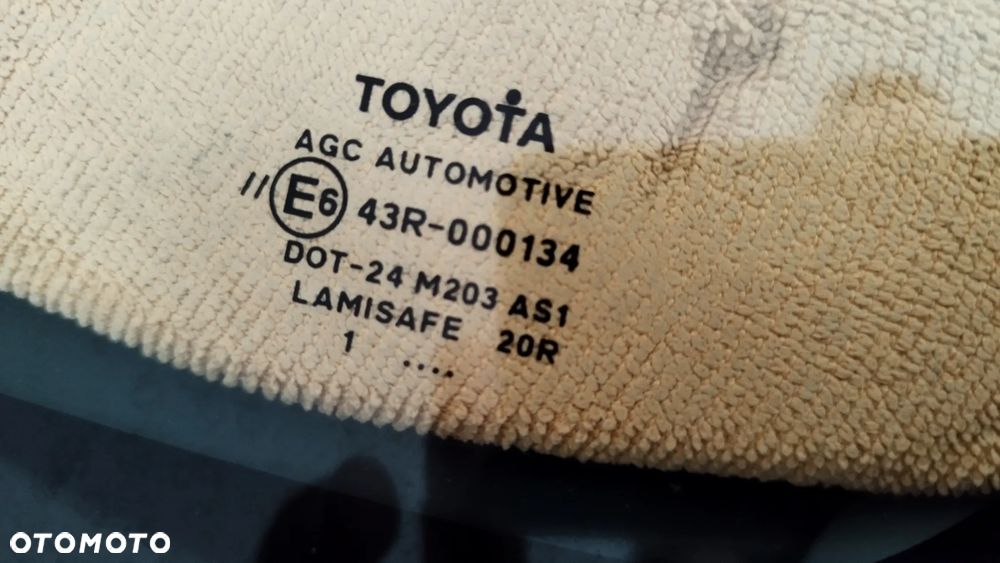 TOYOTA
AGC AUTOMOTIVE
// E6 43R-000134
DOT-24 M203 AS1
LAMISAFE 20R
1 ....
OTOMOTO